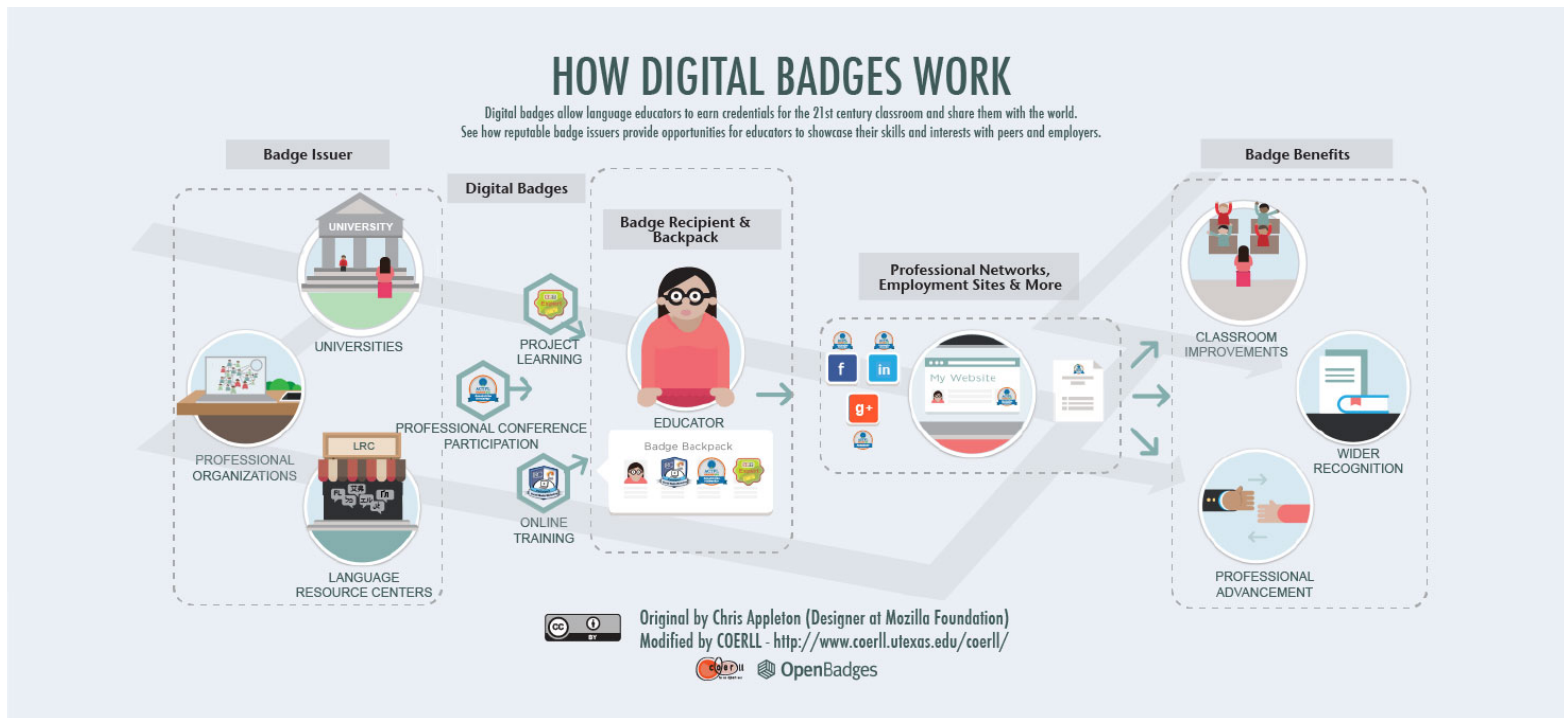 HOW DIGITAL BADGES WORK
Digital badges allow language educators to earn credentials for the 21st century classroom and share them with the world.
See how reputable badge issuers provide opportunities for educators to showcase their skills and interests with peers and employers.
Badge Issuer
UNIVERSITY
UNIVERSITIES
PROFESSIONAL
ORGANIZATIONS
LRC
LANGUAGE
RESOURCE CENTERS
Digital Badges
PROJECT
LEARNING
ACTFL
PROFESSIONAL CONFERENCE
PARTICIPATION
ONLINE
TRAINING
Badge Recipient &
Backpack
EDUCATOR
Badge Backpack
ACTFL
Professional Networks,
Employment Sites & More
f
in
g+
My Website
Badge Benefits
CLASSROOM
IMPROVEMENTS
WIDER
RECOGNITION
PROFESSIONAL
ADVANCEMENT
cc
BY
Original by Chris Appleton (Designer at Mozilla Foundation)
Modified by COERLL - http://www.coerll.utexas.edu/coerll/
coerll
OpenBadges